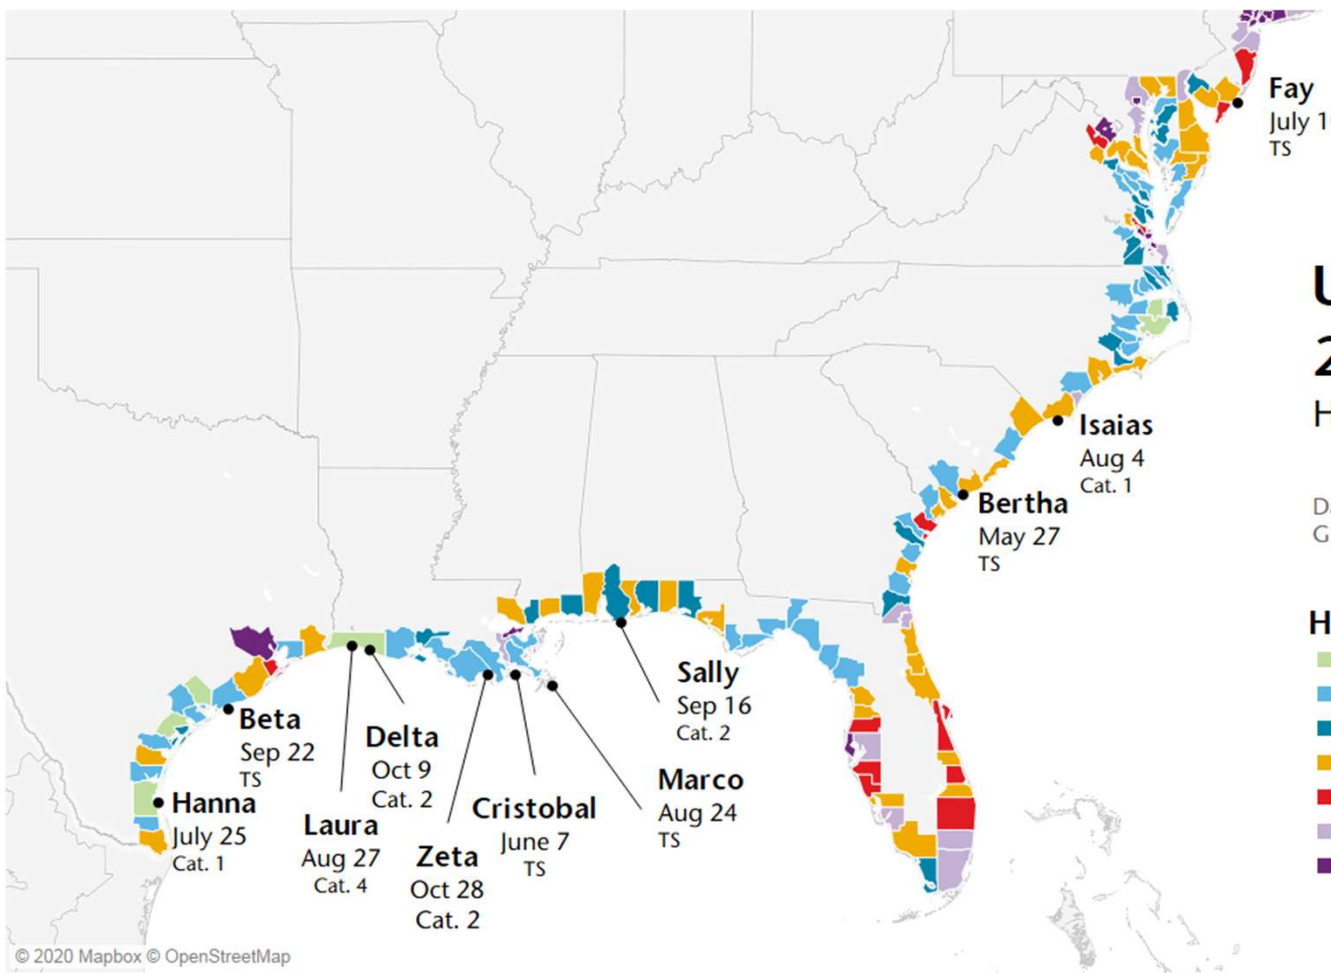 Fay
July 1
TS
U
2
H
Isaias
Aug 4
Cat. 1
Bertha
May 27
TS
D
G
H
Sally
Sep 16
Cat. 2
Beta
Sep 22
TS
Delta
Oct 9
Cat. 2
Marco
Aug 24
TS
Hanna
July 25
Cat. 1
Laura
Aug 27
Cat. 4
Cristobal
June 7
TS
Zeta
Oct 28
Cat. 2
© 2020 Mapbox © OpenStreetMap